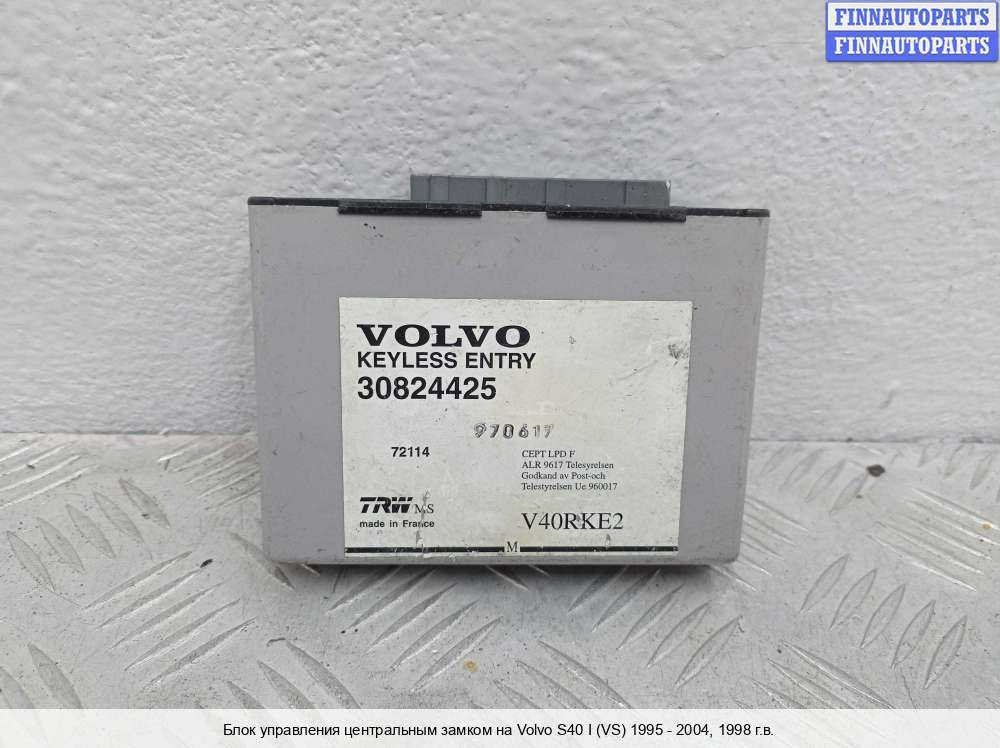 FINNAUTOPARTS
FINNAUTOPARTS
VOLVO
KEYLESS ENTRY
30824425
970617
72114
CEPT LPD F
ALR 9617 Telesyrelsen
Godkand av Post-och
Telestyrelsen Ue 960017
TRW MS
made in France
V40RKE2
M
Блок управления центральным замком на Volvo S40 I (VS) 1995 - 2004, 1998 г.в.